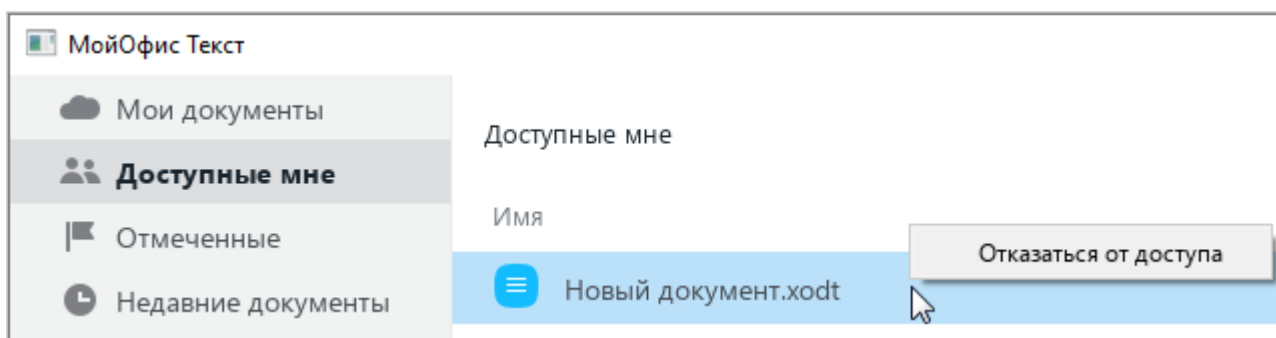 МойОфис Текст
Мои документы
Доступные мне
Отмеченные
Недавние документы
Доступные мне
Имя
Отказаться от доступа
Новый документ.xodt